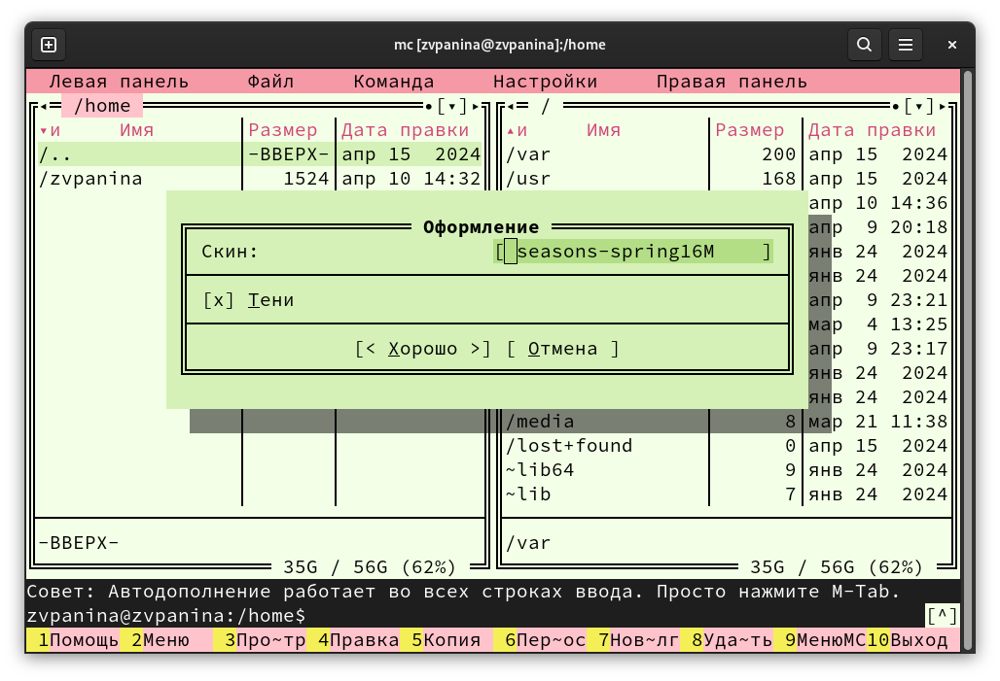 mc [zvpanina@zvpanina]:/home
Левая панель Файл Команда Настройки Правая панель
/home •[▾] / •[▾]
и Имя Размер Дата правки и Имя Размер Дата правки
/.. -ВВЕРХ- апр 15 2024 /var 200 апр 15 2024
/zvpanina 1524 апр 10 14:32 /usr 168 апр 15 2024
апр 10 14:36
Оформление апр 9 20:18
Скин: [ seasons-spring16M ] янв 24 2024
янв 24 2024
[x] Тени апр 9 23:21
мар 4 13:25
[< Хорошо >] [ Отмена ] апр 9 23:17
янв 24 2024
янв 24 2024
/media 8 мар 21 11:38
/lost+found 0 апр 15 2024
~lib64 9 янв 24 2024
~lib 7 янв 24 2024
-ВВЕРХ- /var
35G / 56G (62%) 35G / 56G (62%)
Совет: Автодополнение работает во всех строках ввода. Просто нажмите M-Tab.
zvpanina@zvpanina:/home$ [^]
1Помощь 2Меню 3Про~тр 4Правка 5Копия 6Пер~ос 7Нов~лг 8Уда~ть 9МенюMC 10Выход